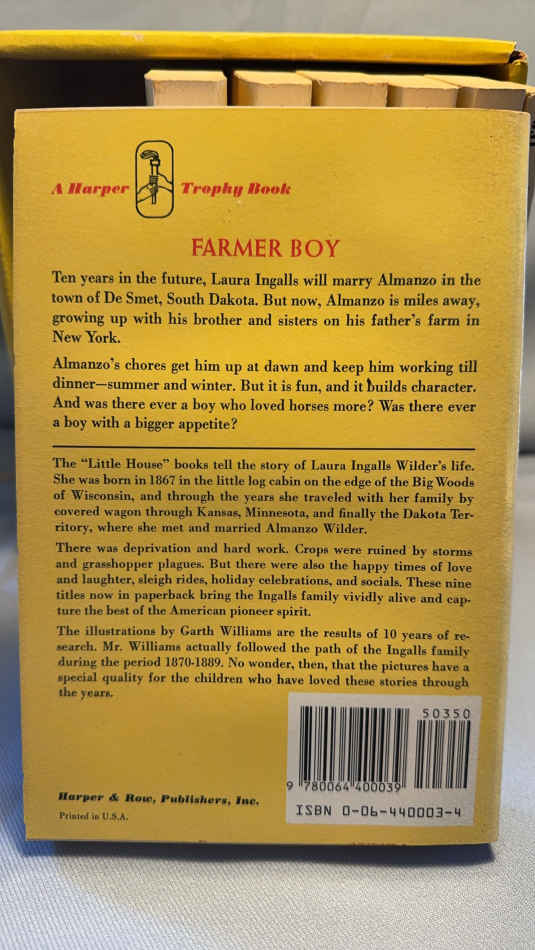 A Harper Trophy Book
FARMER BOY
Ten years in the future, Laura Ingalls will marry Almanzo in the
town of De Smet, South Dakota. But now, Almanzo is miles away,
growing up with his brother and sisters on his father's farm in
New York.
Almanzo's chores get him up at dawn and keep him working till
dinner—summer and winter. But it is fun, and it builds character.
And was there ever a boy who loved horses more? Was there ever
a boy with a bigger appetite?
The "Little House" books tell the story of Laura Ingalls Wilder's life.
She was born in 1867 in the little log cabin on the edge of the Big Woods
of Wisconsin, and through the years she traveled with her family by
covered wagon through Kansas, Minnesota, and finally the Dakota Ter-
ritory, where she met and married Almanzo Wilder.
There was deprivation and hard work. Crops were ruined by storms
and grasshopper plagues. But there were also the happy times of love
and laughter, sleigh rides, holiday celebrations, and socials. These nine
titles now in paperback bring the Ingalls family vividly alive and cap-
ture the best of the American pioneer spirit.
The illustrations by Garth Williams are the results of 10 years of re-
search. Mr. Williams actually followed the path of the Ingalls family
during the period 1870-1889. No wonder, then, that the pictures have a
special quality for the children who have loved these stories through
the years.
50350
9 780064 400039
ISBN 0-06-440003-4
Harper & Row, Publishers, Inc.
Printed in U.S.A.